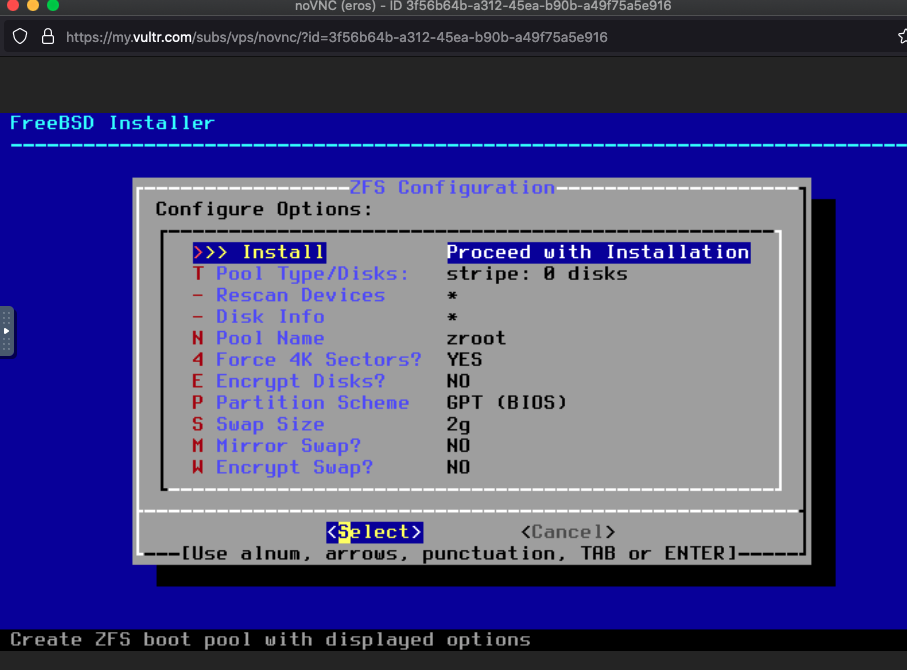 noVNC (eros) - ID 3f56b64b-a312-45ea-b90b-a49f75a5e916
https://my.vultr.com/subs/vps/novnc/?id=3f56b64b-a312-45ea-b90b-a49f75a5e916
FreeBSD Installer
ZFS Configuration
Configure Options:
>>> Install Proceed with Installation
T Pool Type/Disks: stripe: 0 disks
- Rescan Devices *
- Disk Info *
N Pool Name zroot
4 Force 4K Sectors? YES
E Encrypt Disks? NO
P Partition Scheme GPT (BIOS)
S Swap Size 2g
M Mirror Swap? NO
W Encrypt Swap? NO
<Select> <Cancel>
[Use alnum, arrows, punctuation, TAB or ENTER]
Create ZFS boot pool with displayed options